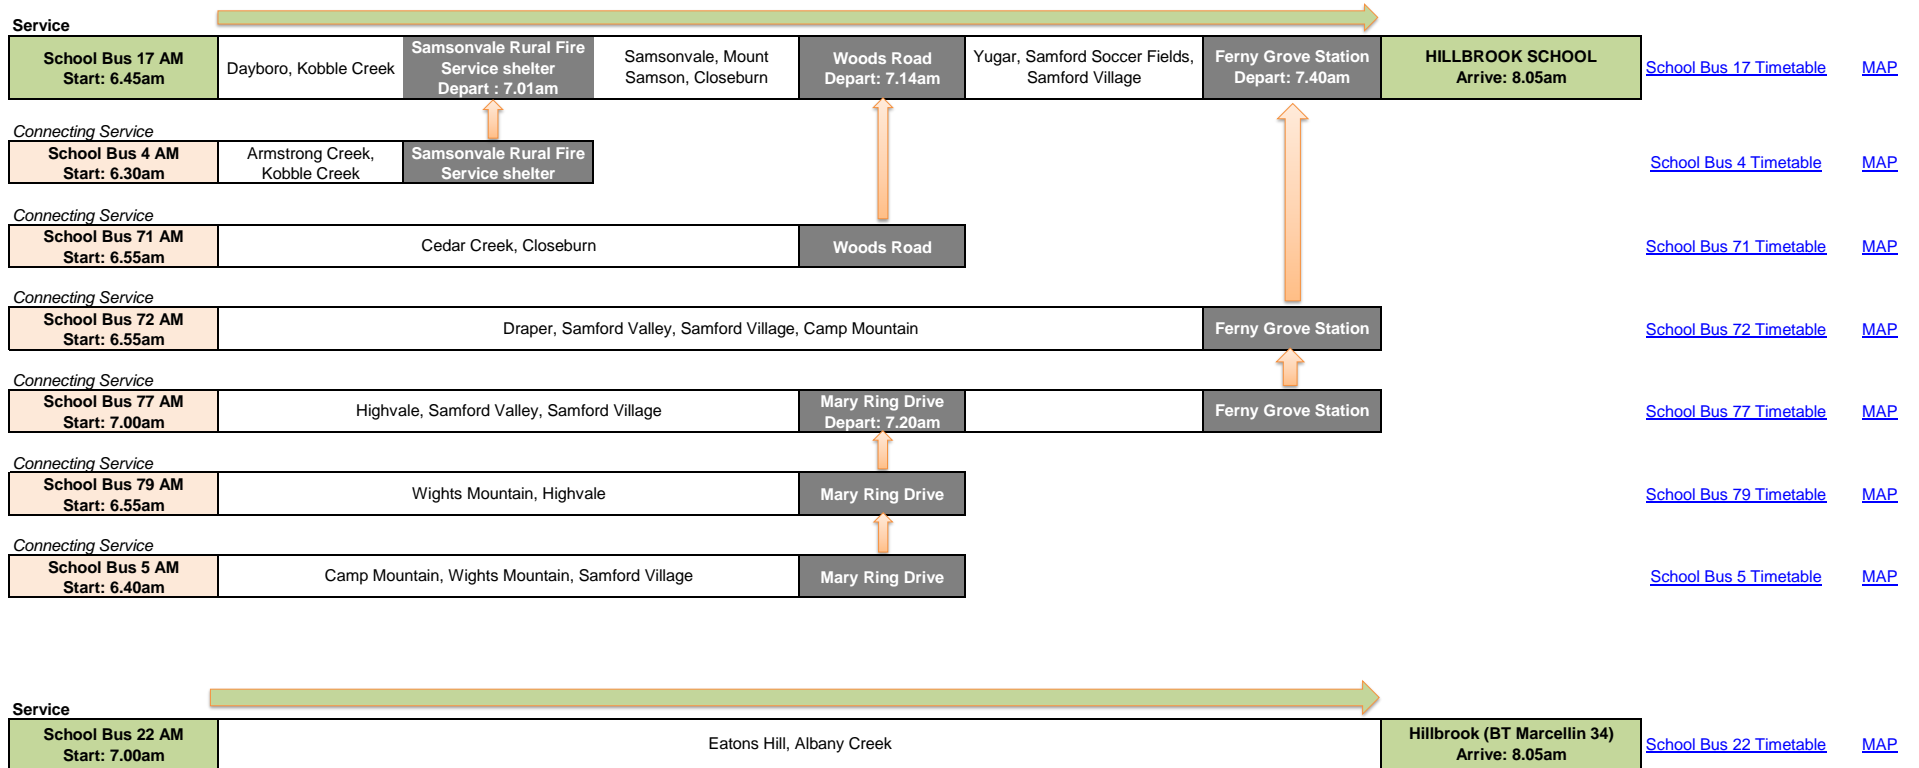 Service
School Bus 17 AM
Start: 6.45am
Dayboro, Kobble Creek
Samsonvale Rural Fire
Service shelter
Depart : 7.01am
Samsonvale, Mount
Samson, Closeburn
Woods Road
Depart: 7.14am
Yugar, Samford Soccer Fields,
Samford Village
Ferny Grove Station
Depart: 7.40am
HILLBROOK SCHOOL
Arrive: 8.05am
School Bus 17 Timetable
MAP
Connecting Service
School Bus 4 AM
Start: 6.30am
Armstrong Creek,
Kobble Creek
Samsonvale Rural Fire
Service shelter
School Bus 4 Timetable
MAP
Connecting Service
School Bus 71 AM
Start: 6.55am
Cedar Creek, Closeburn
Woods Road
School Bus 71 Timetable
MAP
Connecting Service
School Bus 72 AM
Start: 6.55am
Draper, Samford Valley, Samford Village, Camp Mountain
Ferny Grove Station
School Bus 72 Timetable
MAP
Connecting Service
School Bus 77 AM
Start: 7.00am
Highvale, Samford Valley, Samford Village
Mary Ring Drive
Depart: 7.20am
Ferny Grove Station
School Bus 77 Timetable
MAP
Connecting Service
School Bus 79 AM
Start: 6.55am
Wights Mountain, Highvale
Mary Ring Drive
School Bus 79 Timetable
MAP
Connecting Service
School Bus 5 AM
Start: 6.40am
Camp Mountain, Wights Mountain, Samford Village
Mary Ring Drive
School Bus 5 Timetable
MAP
Service
School Bus 22 AM
Start: 7.00am
Eatons Hill, Albany Creek
Hillbrook (BT Marcellin 34)
Arrive: 8.05am
School Bus 22 Timetable
MAP